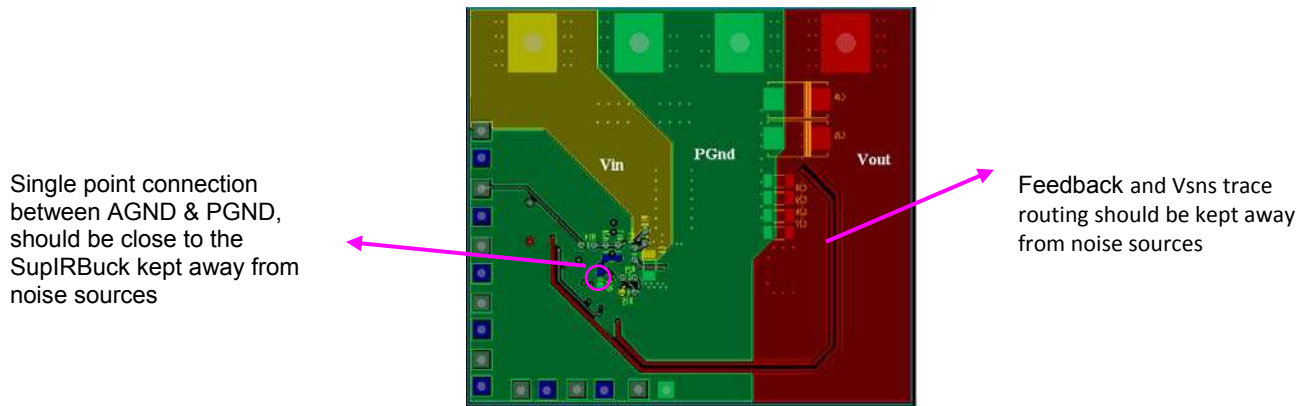 Single point connection
between AGND & PGND,
should be close to the
SupIRBuck kept away from
noise sources
Vin
PGnd
Vout
Feedback and Vsns trace
routing should be kept away
from noise sources